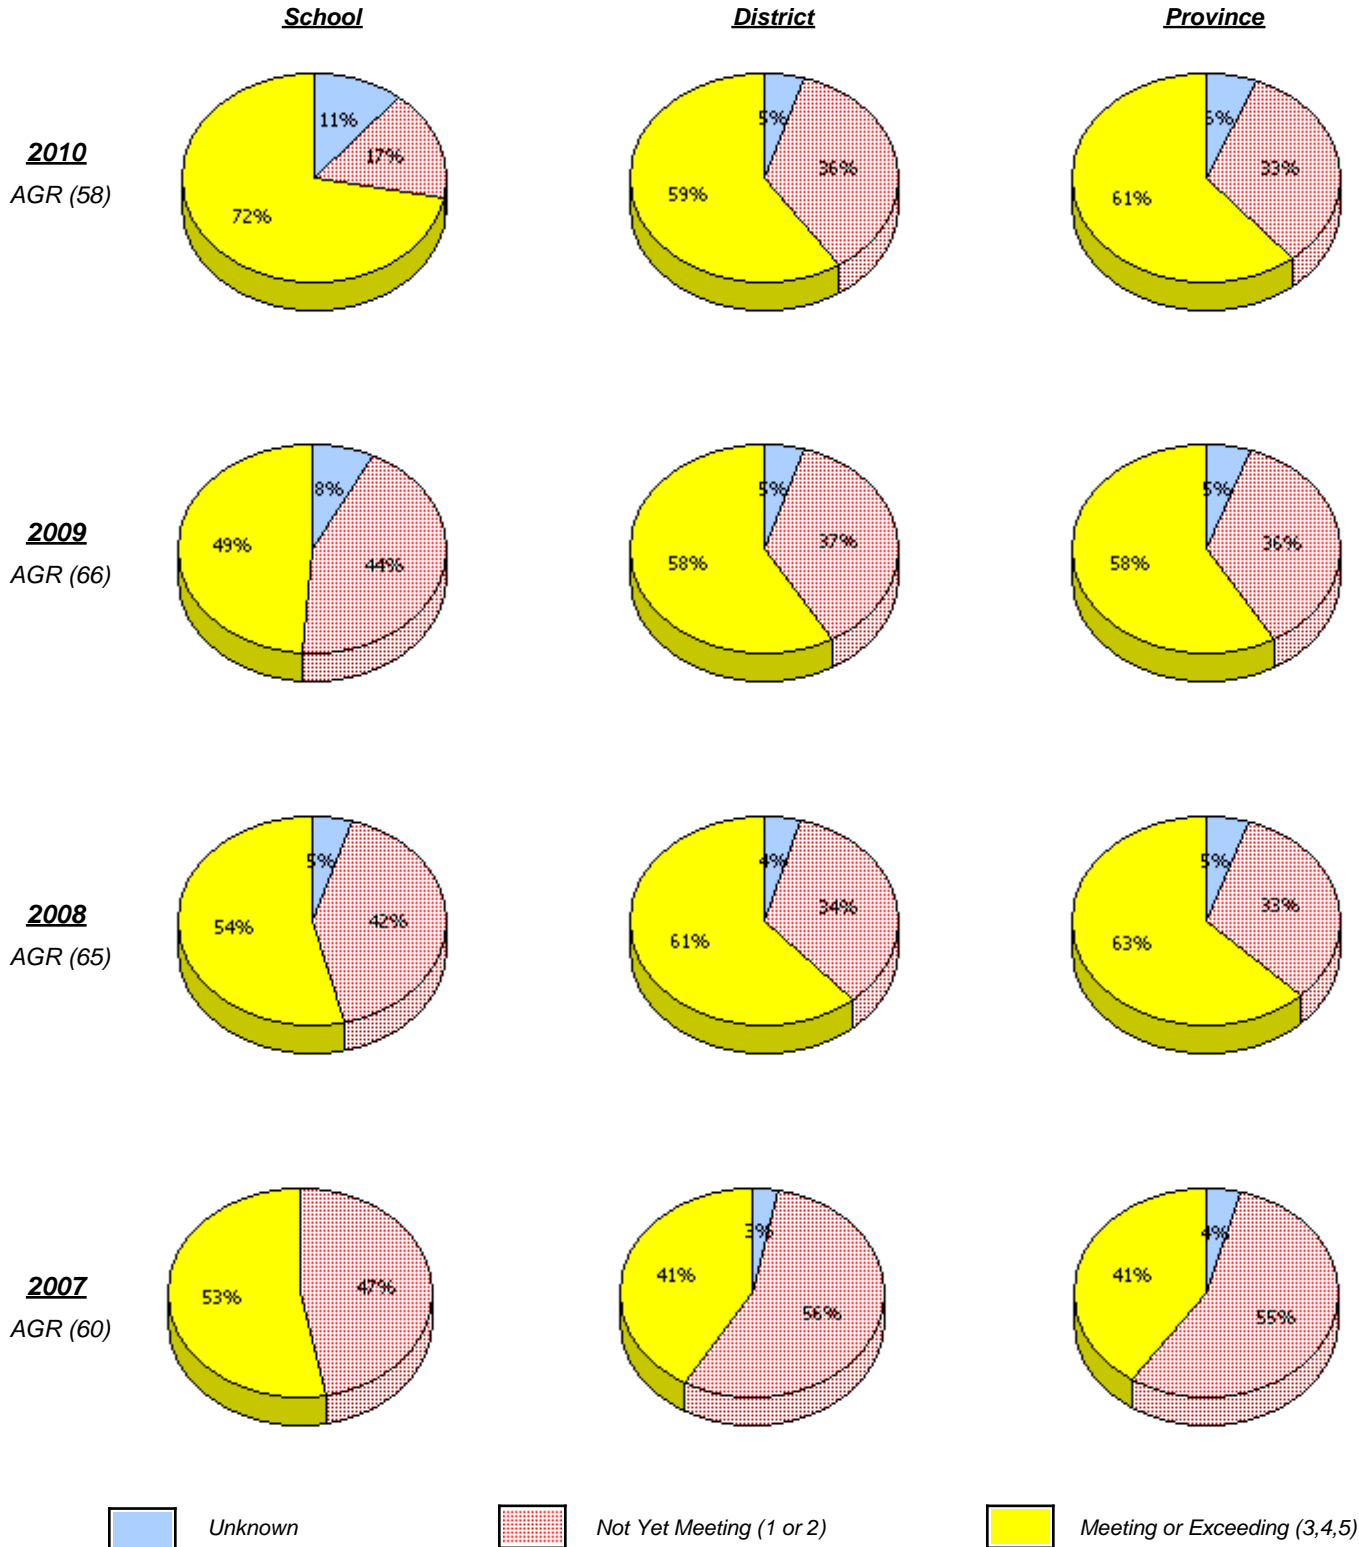 School District Province
2010
AGR (58)
11% 17% 72%
5% 36% 59%
6% 33% 61%
2009
AGR (66)
8% 44% 49%
5% 37% 58%
5% 36% 58%
2008
AGR (65)
5% 42% 54%
4% 34% 61%
5% 33% 63%
2007
AGR (60)
47% 53%
3% 56% 41%
4% 55% 41%
Unknown Not Yet Meeting (1 or 2) Meeting or Exceeding (3,4,5)